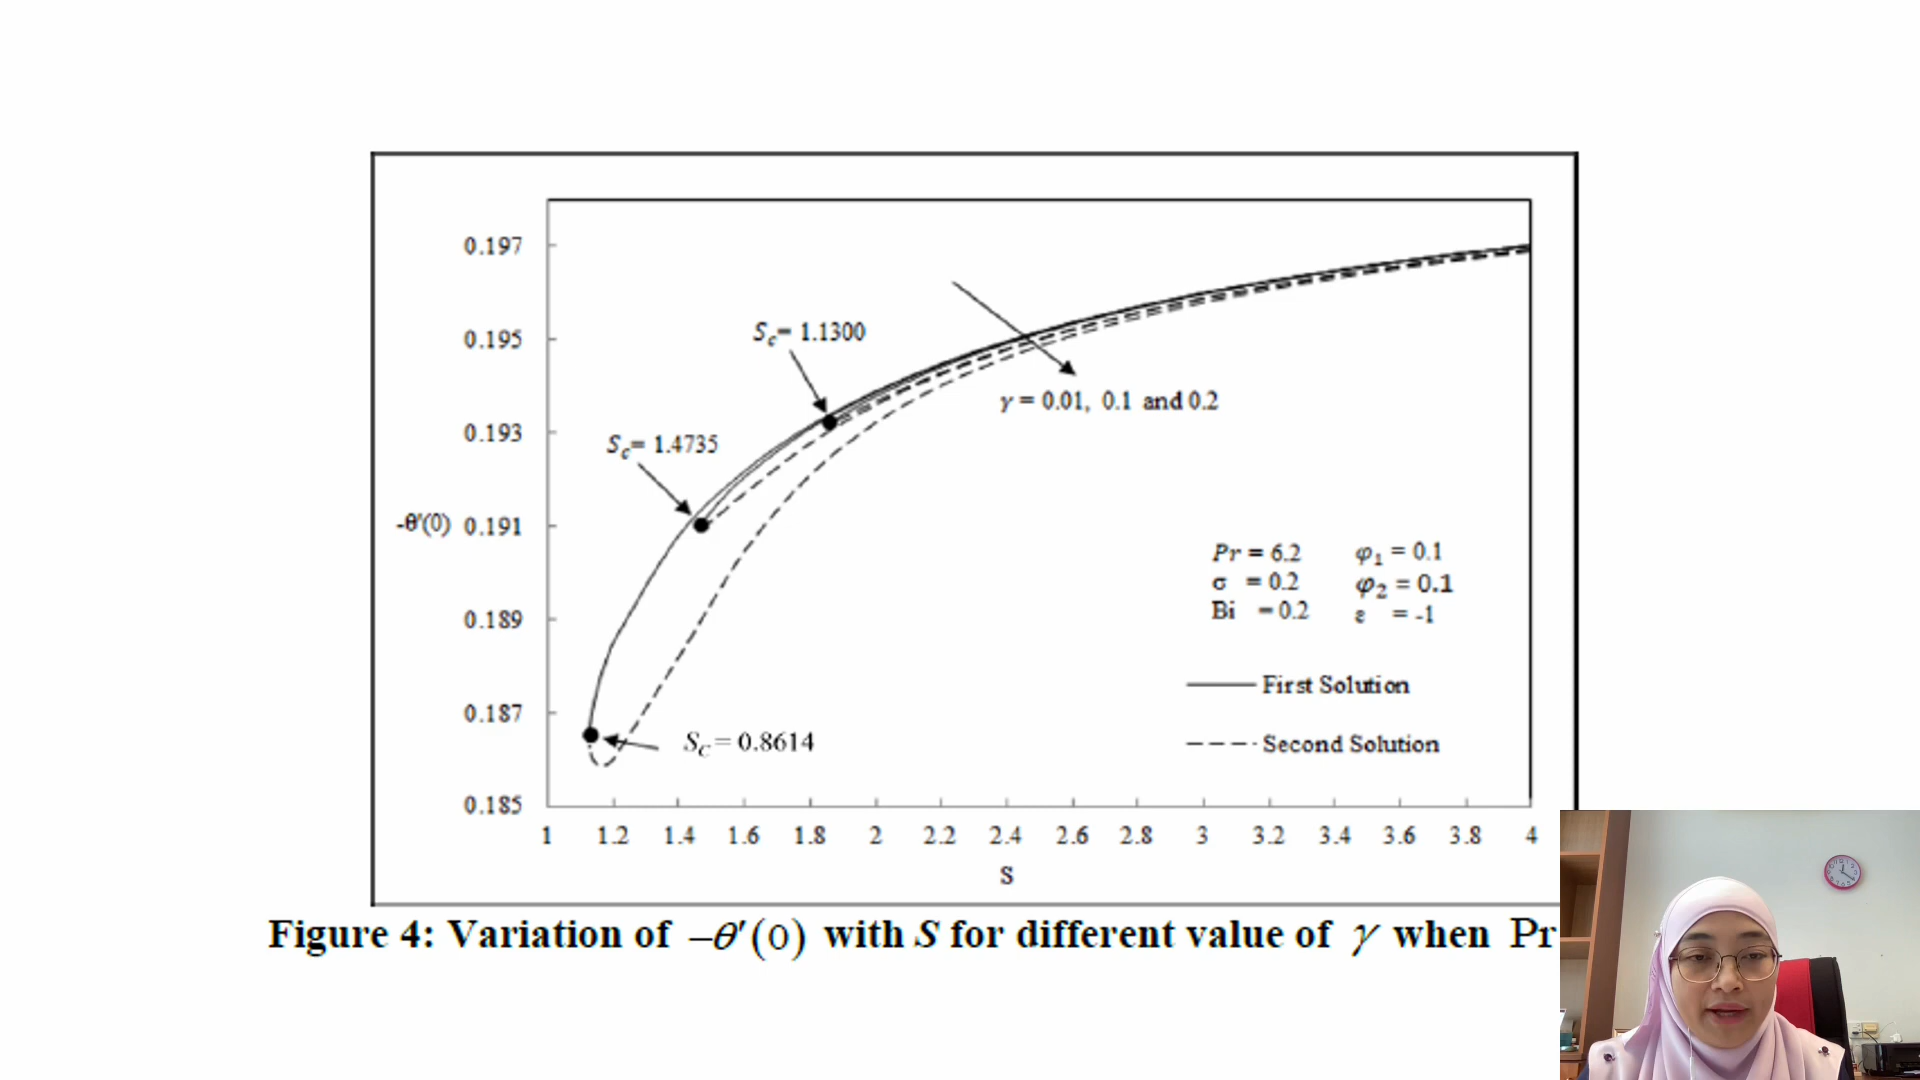 0.197
0.195
0.193
-θ'(0) 0.191
0.189
0.187
0.185
S_c= 1.1300
S_c= 1.4735
γ = 0.01, 0.1 and 0.2
Pr = 6.2 φ₁ = 0.1
σ = 0.2 φ₂ = 0.1
Bi = 0.2 ε = -1
First Solution
S_C = 0.8614
Second Solution
1 1.2 1.4 1.6 1.8 2 2.2 2.4 2.6 2.8 3 3.2 3.4 3.6 3.8 4
S
Figure 4: Variation of –θ′(0) with S for different value of γ when Pr